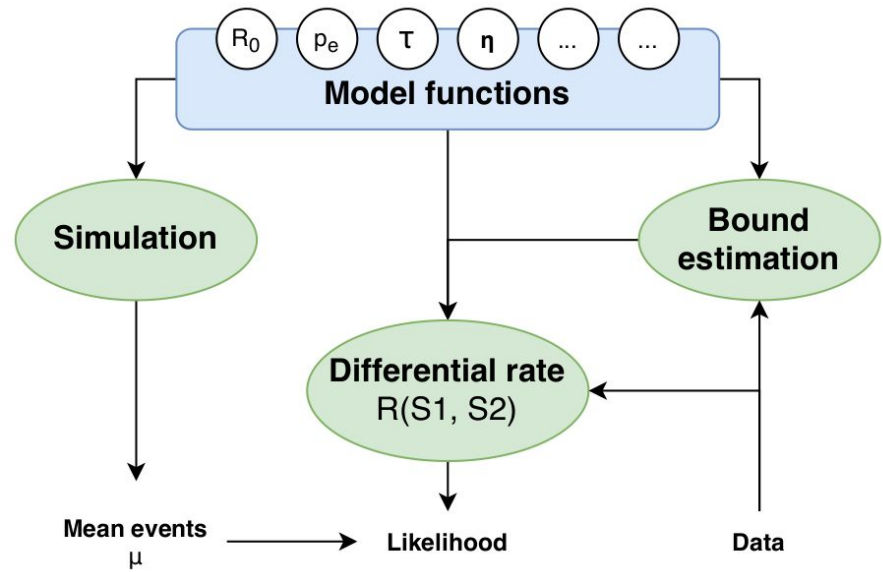 R0 pe τ η ... ...
Model functions
Simulation
Bound
estimation
Differential rate
R(S1, S2)
Mean events
μ
Likelihood
Data